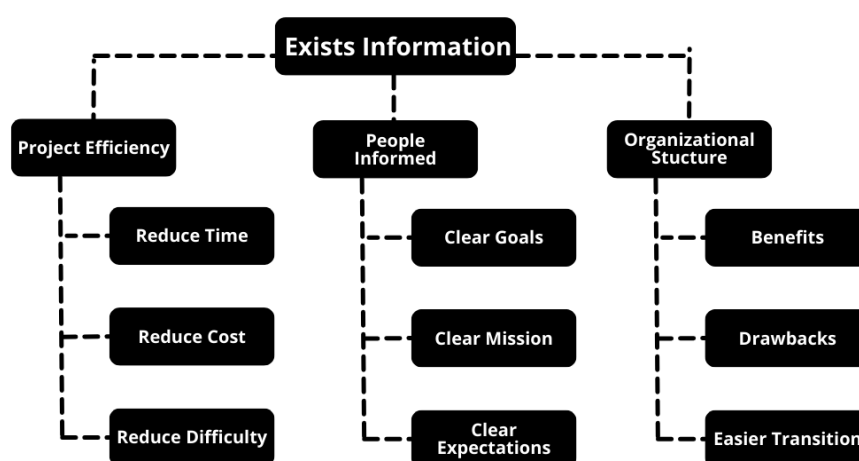 Exists Information
Project Efficiency
People
Informed
Organizational
Stucture
Reduce Time
Clear Goals
Benefits
Reduce Cost
Clear Mission
Drawbacks
Reduce Difficulty
Clear
Expectations
Easier Transition